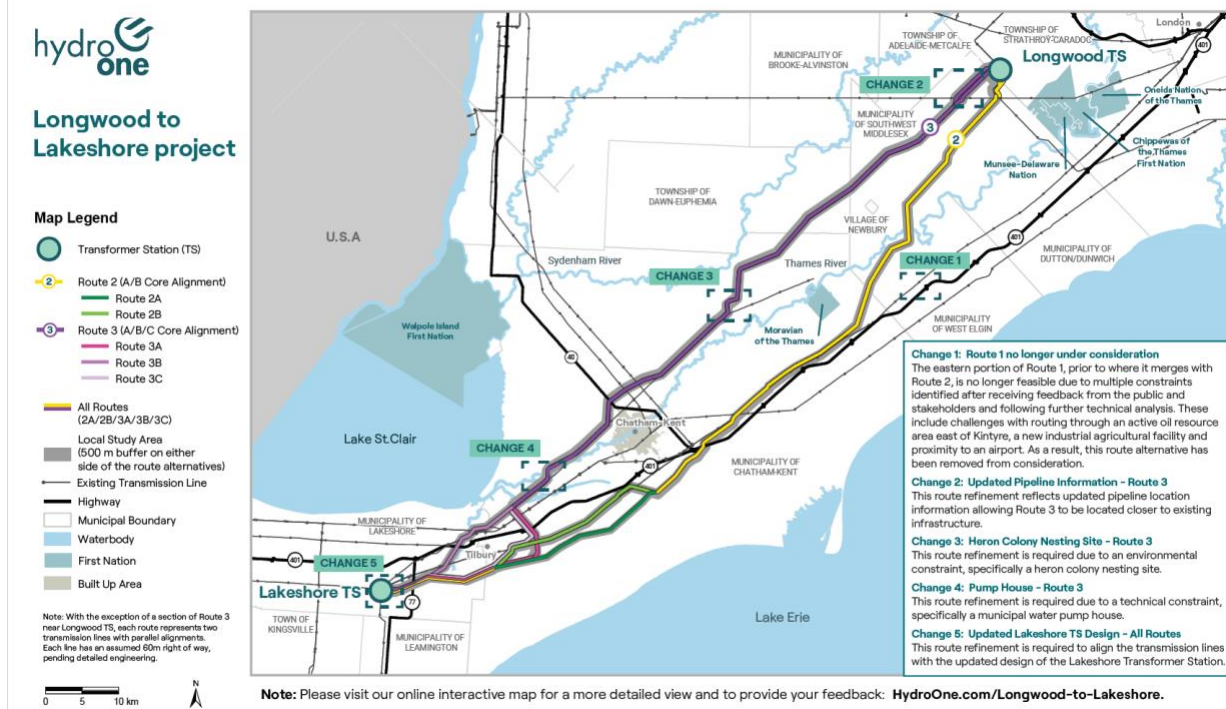 hydro
one
Longwood to
Lakeshore project
Map Legend
Transformer Station (TS)
2 Route 2 (A/B Core Alignment)
Route 2A
Route 2B
3 Route 3 (A/B/C Core Alignment)
Route 3A
Route 3B
Route 3C
All Routes
(2A/2B/3A/3B/3C)
Local Study Area
(500 m buffer on either
side of the route alternatives)
Existing Transmission Line
Highway
Municipal Boundary
Waterbody
First Nation
Built Up Area
Note: With the exception of a section of Route 3
near Longwood TS, each route represents two
transmission lines with parallel alignments.
Each line has an assumed 60m right of way,
pending detailed engineering.
0 5 10 km
N
London
401
TOWNSHIP OF
STRATHROY-CARADOC
TOWNSHIP OF
ADELAIDE-METCALFE
MUNICIPALITY OF
BROOKE-ALVINSTON
Longwood TS
CHANGE 2
Oneida Nation
of the Thames
MUNICIPALITY
OF SOUTHWEST
MIDDLESEX
3
2
Chippewas of
the Thames
First Nation
Munsee-Delaware
Nation
TOWNSHIP OF
DAWN-EUPHEMIA
VILLAGE OF
NEWBURY
U.S.A
401
MUNICIPALITY OF
DUTTON/DUNWICH
Sydenham River
Thames River
CHANGE 3
CHANGE 1
MUNICIPALITY
OF WEST ELGIN
Walpole Island
First Nation
Moravian
of the Thames
40
Chatham-Kent
Lake St.Clair
CHANGE 4
401
MUNICIPALITY OF
CHATHAM-KENT
MUNICIPALITY OF
LAKESHORE
Tilbury
401
CHANGE 5
Lakeshore TS
77
TOWN OF
KINGSVILLE
MUNICIPALITY OF
LEAMINGTON
Lake Erie
Change 1: Route 1 no longer under consideration
The eastern portion of Route 1, prior to where it merges with
Route 2, is no longer feasible due to multiple constraints
identified after receiving feedback from the public and
stakeholders and following further technical analysis. These
include challenges with routing through an active oil resource
area east of Kintyre, a new industrial agricultural facility and
proximity to an airport. As a result, this route alternative has
been removed from consideration.
Change 2: Updated Pipeline Information - Route 3
This route refinement reflects updated pipeline location
information allowing Route 3 to be located closer to existing
infrastructure.
Change 3: Heron Colony Nesting Site - Route 3
This route refinement is required due to an environmental
constraint, specifically a heron colony nesting site.
Change 4: Pump House - Route 3
This route refinement is required due to a technical constraint,
specifically a municipal water pump house.
Change 5: Updated Lakeshore TS Design - All Routes
This route refinement is required to align the transmission lines
with the updated design of the Lakeshore Transformer Station.
Note: Please visit our online interactive map for a more detailed view and to provide your feedback: HydroOne.com/Longwood-to-Lakeshore.